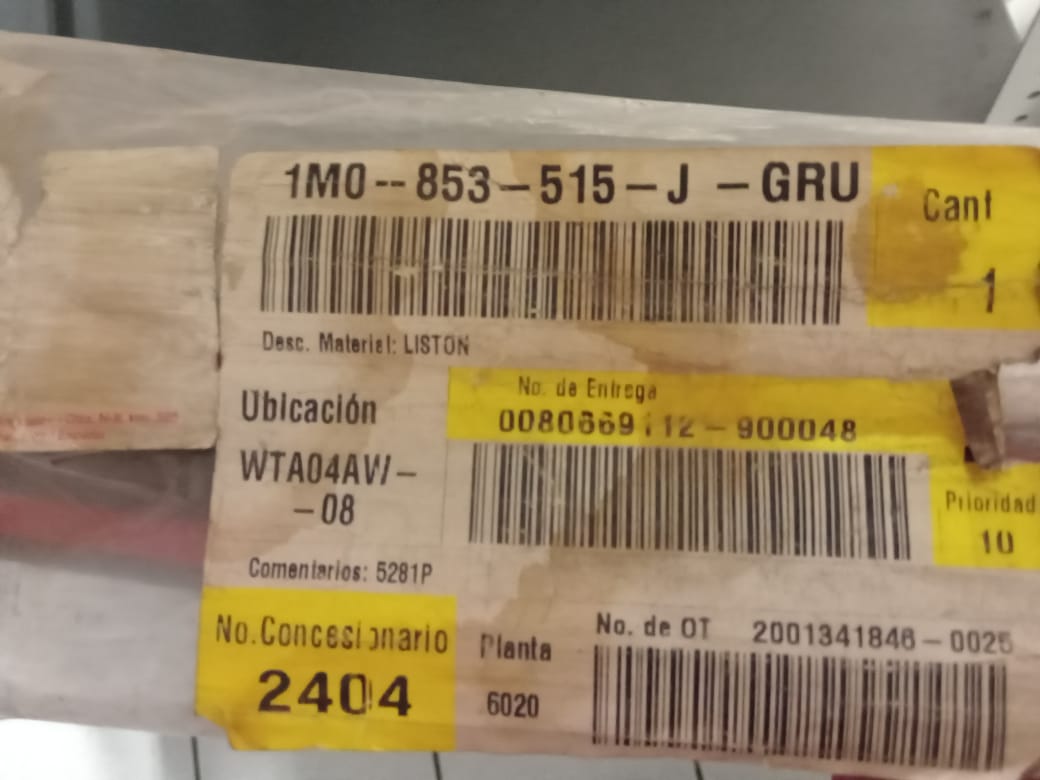 1M0--853-515-J -GRU
Cant
1
Desc. Material: LISTON
Ubicación
No. de Entrega
WTA04AW-
-08
Prioridad
10
Comentarios: 5281P
No.Concesionario
2404
Planta
6020
No. de OT 2001341846-0025